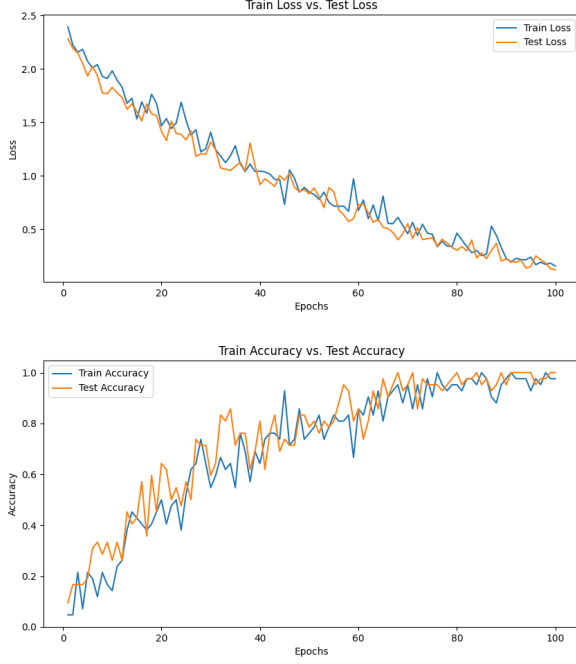 Train Loss vs. Test Loss
2.5
2.0
1.5
1.0
0.5
Loss
Train Loss
Test Loss
0 20 40 60 80 100
Epochs
Train Accuracy vs. Test Accuracy
1.0
0.8
0.6
0.4
0.2
0.0
Accuracy
Train Accuracy
Test Accuracy
0 20 40 60 80 100
Epochs